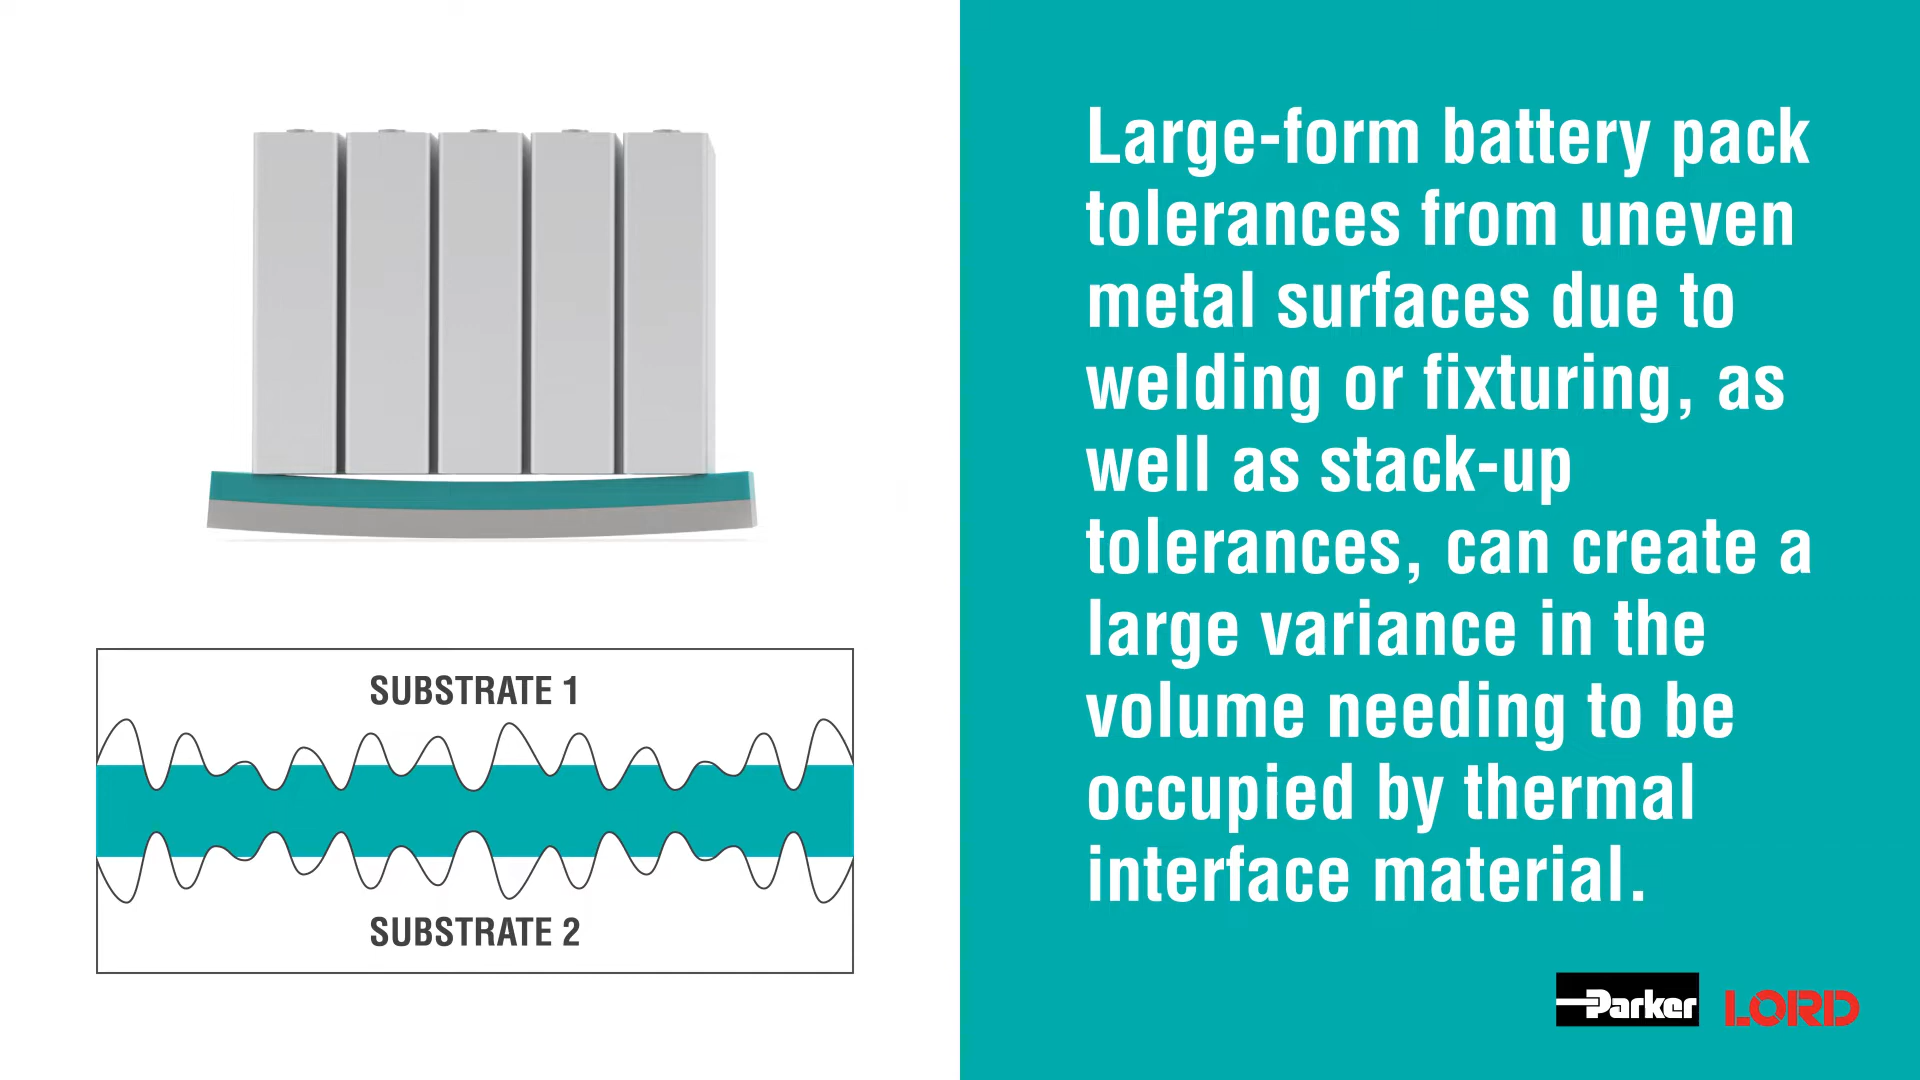 SUBSTRATE 1
SUBSTRATE 2
Large-form battery pack
tolerances from uneven
metal surfaces due to
welding or fixturing, as
well as stack-up
tolerances, can create a
large variance in the
volume needing to be
occupied by thermal
interface material.
Parker LORD